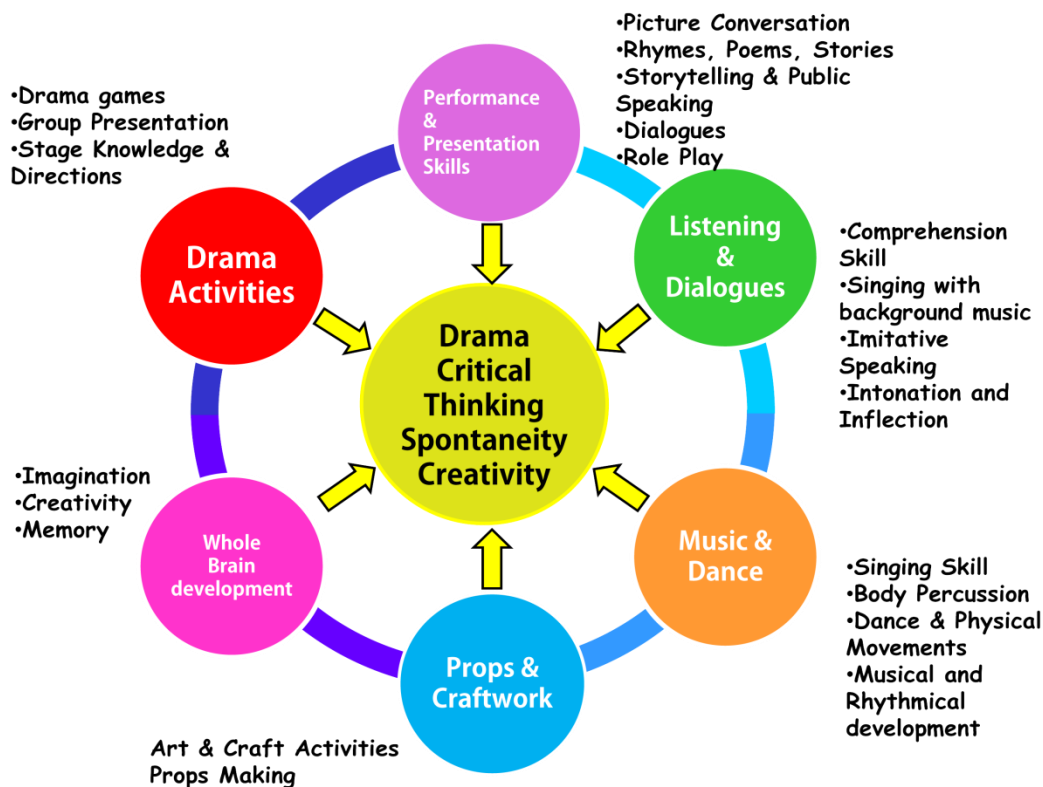 •Picture Conversation
•Rhymes, Poems, Stories
•Storytelling & Public
Speaking
•Dialogues
•Role Play
•Drama games
•Group Presentation
•Stage Knowledge &
Directions
Performance
&
Presentation
Skills
Drama
Activities
Listening
&
Dialogues
•Comprehension
Skill
•Singing with
background music
•Imitative
Speaking
•Intonation and
Inflection
Drama
Critical
Thinking
Spontaneity
Creativity
•Imagination
•Creativity
•Memory
Whole
Brain
development
Music &
Dance
•Singing Skill
•Body Percussion
•Dance & Physical
Movements
•Musical and
Rhythmical
development
Props &
Craftwork
Art & Craft Activities
Props Making